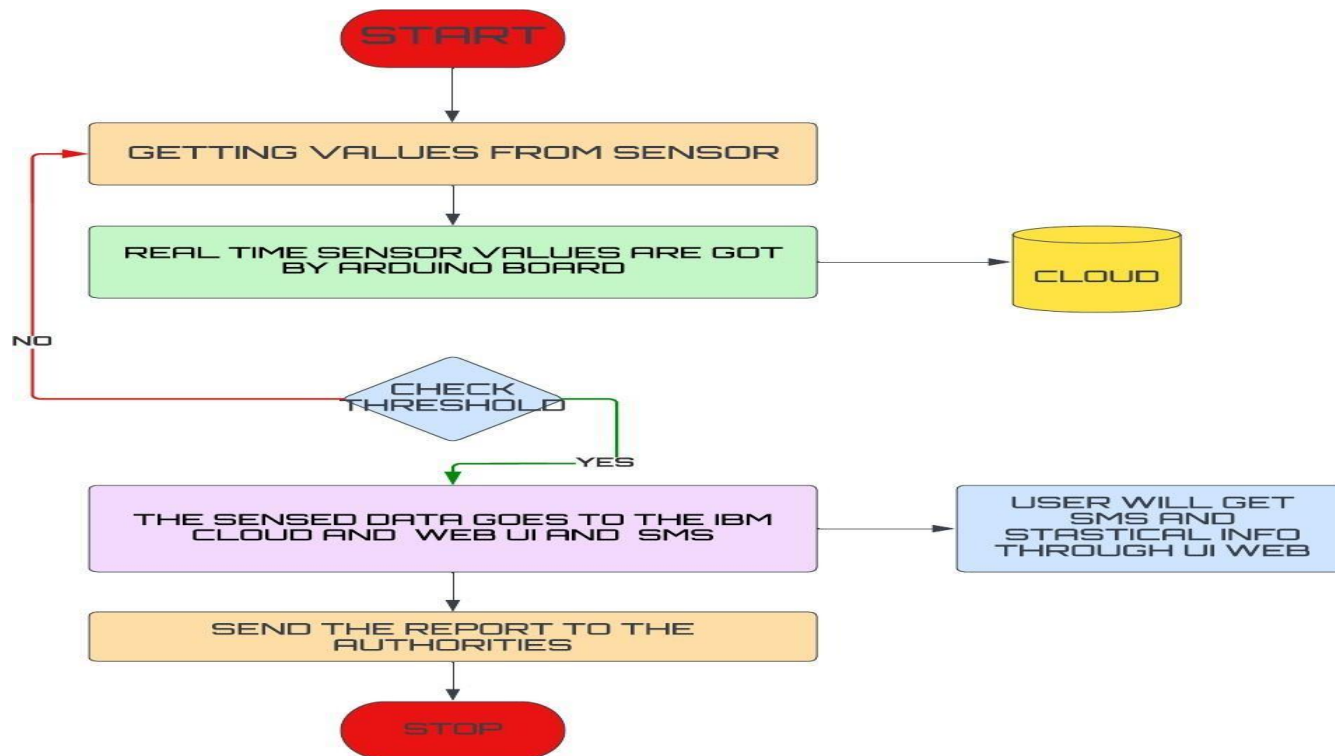 START
GETTING VALUES FROM SENSOR
REAL TIME SENSOR VALUES ARE GOT
BY ARDUINO BOARD
CLOUD
NO
CHECK
THRESHOLD
YES
THE SENSED DATA GOES TO THE IBM
CLOUD AND WEB UI AND SMS
USER WILL GET
SMS AND
STASTICAL INFO
THROUGH UI WEB
SEND THE REPORT TO THE
AUTHORITIES
STOP